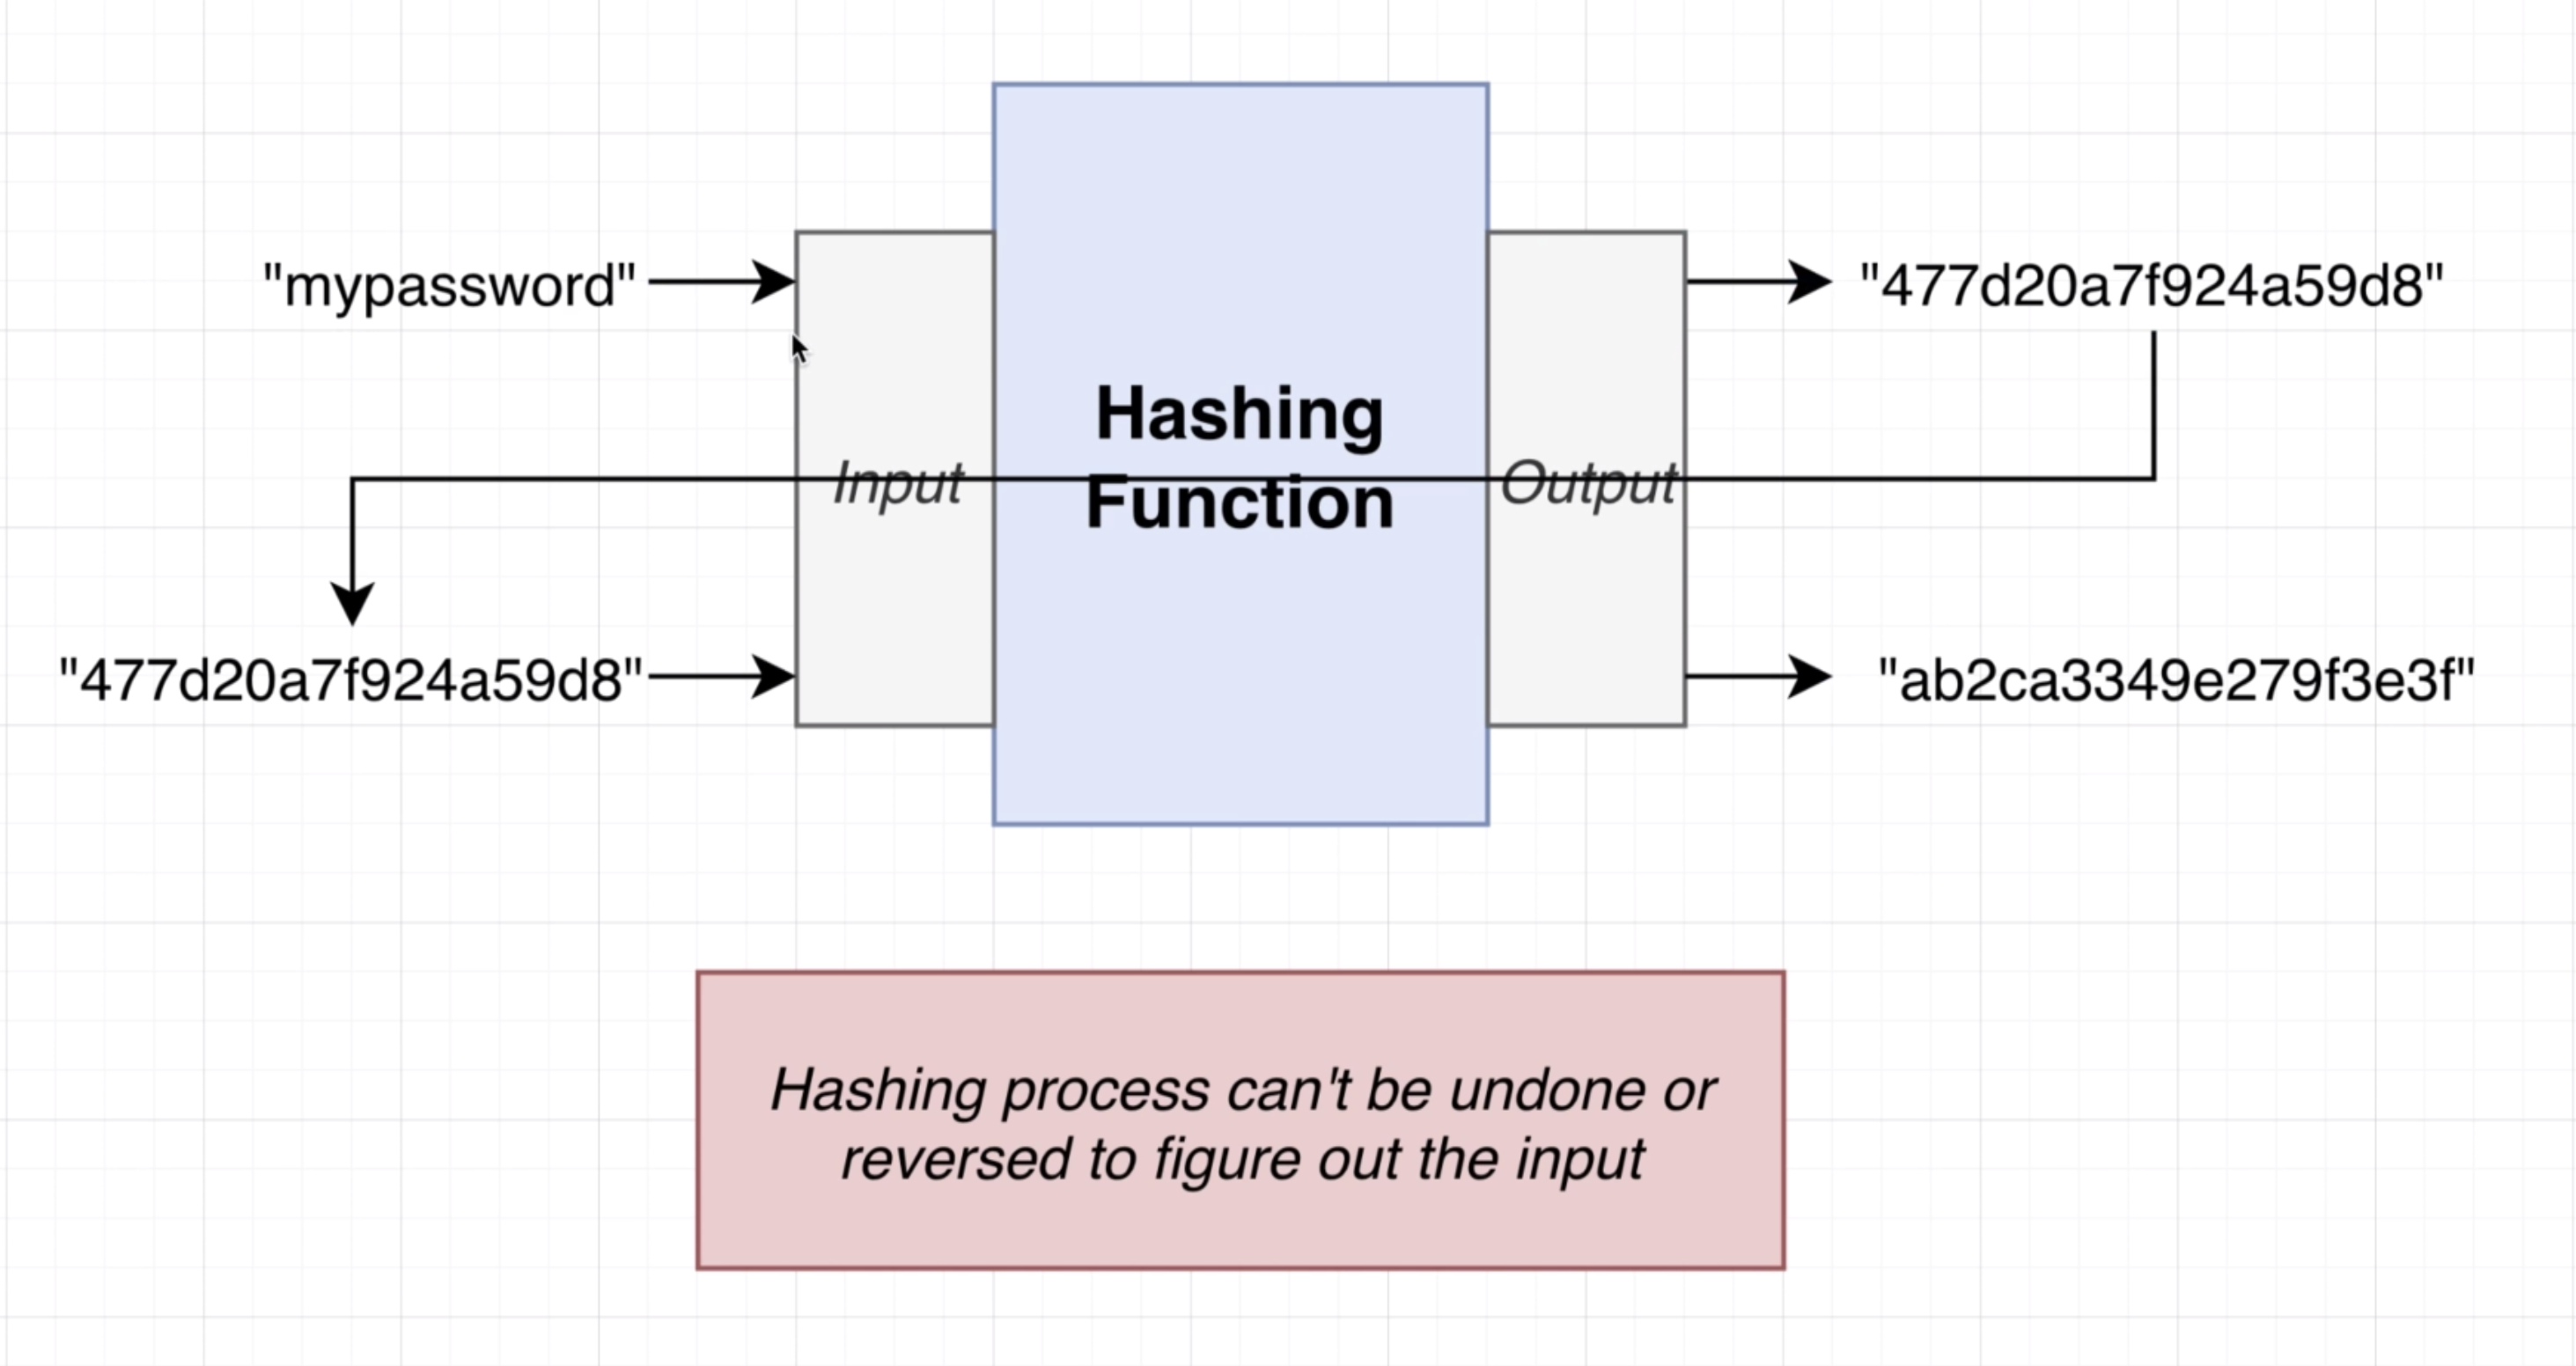 "mypassword"
"477d20a7f924a59d8"
Hashing
Function
Input
Output
"477d20a7f924a59d8"
"ab2ca3349e279f3e3f"
Hashing process can't be undone or
reversed to figure out the input